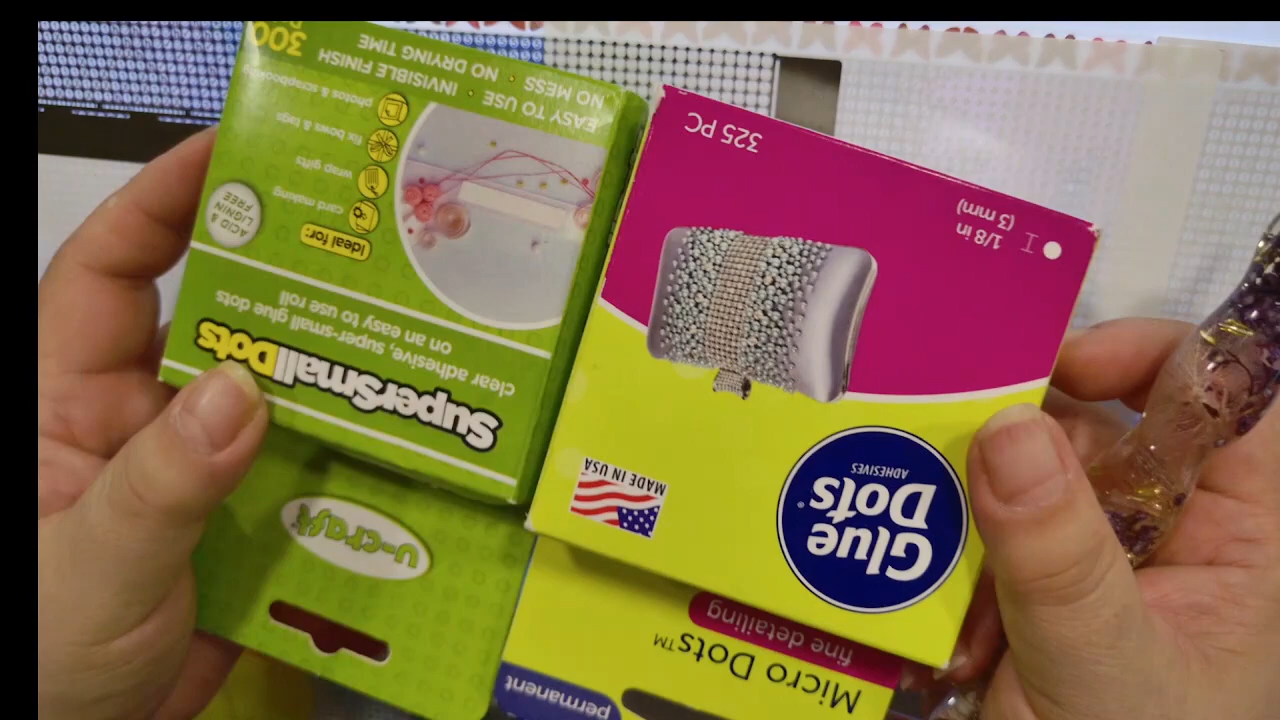 U-craft
SuperSmallDots
clear adhesive, super-small glue dots
on an easy to use roll
ACID &
LIGNIN
FREE
Ideal for:
card making
wrap gifts
fix bows & tags
photos & scrapbooking
EASY TO USE • INVISIBLE FINISH
NO MESS • NO DRYING TIME
300
permanent
Micro Dots™
fine detailing
Glue
Dots®
ADHESIVES
MADE IN USA
1/8 in
(3 mm)
325 PC